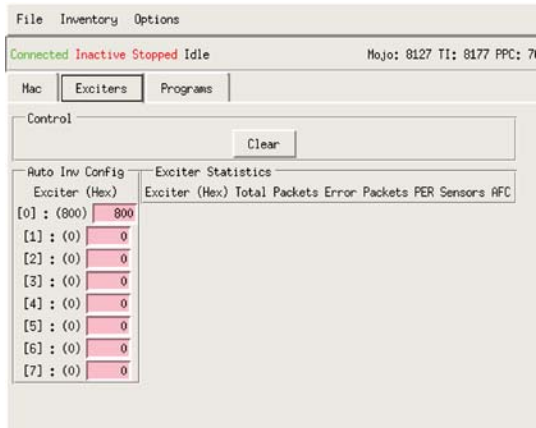 File Inventory Options
Connected Inactive Stopped Idle Mojo: 8127 TI: 8177 PPC:
Mac Exciters Programs
Control
Clear
Auto Inv Config Exciter Statistics
Exciter (Hex) Exciter (Hex) Total Packets Error Packets PER Sensors AFC
[0] : (800) 800
[1] : (0) 0
[2] : (0) 0
[3] : (0) 0
[4] : (0) 0
[5] : (0) 0
[6] : (0) 0
[7] : (0) 0